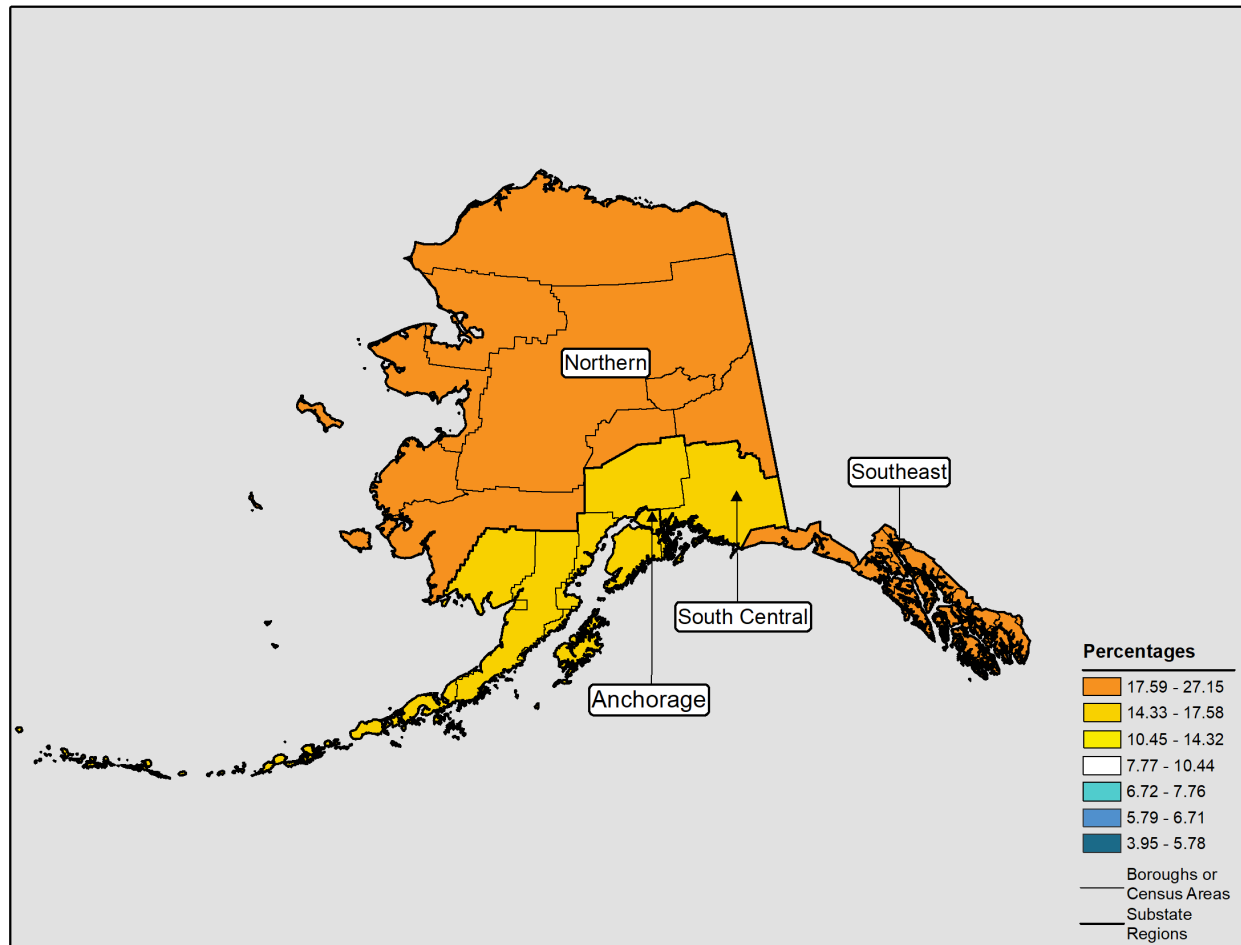 Northern
Southeast
South Central
Anchorage
Percentages
17.59 - 27.15
14.33 - 17.58
10.45 - 14.32
7.77 - 10.44
6.72 - 7.76
5.79 - 6.71
3.95 - 5.78
Boroughs or
Census Areas
Substate
Regions